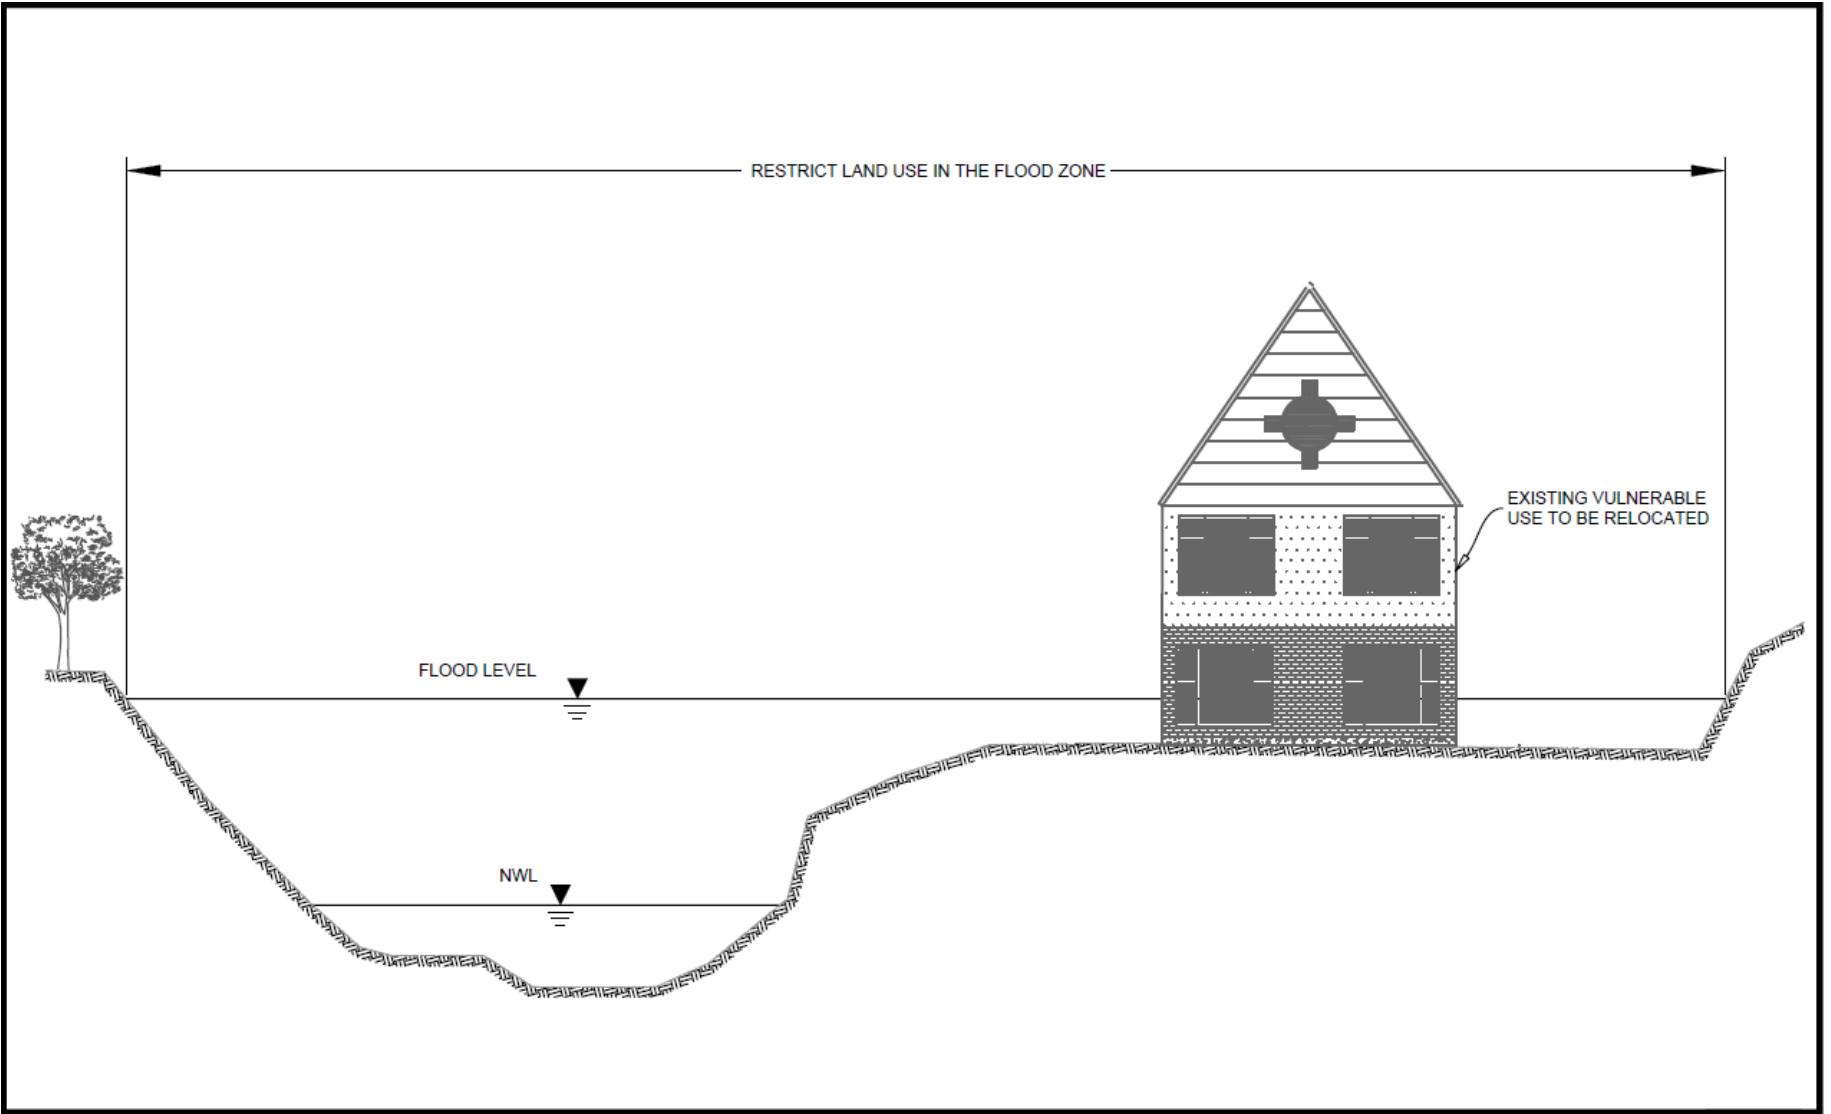 RESTRICT LAND USE IN THE FLOOD ZONE
EXISTING VULNERABLE
USE TO BE RELOCATED
FLOOD LEVEL
NWL